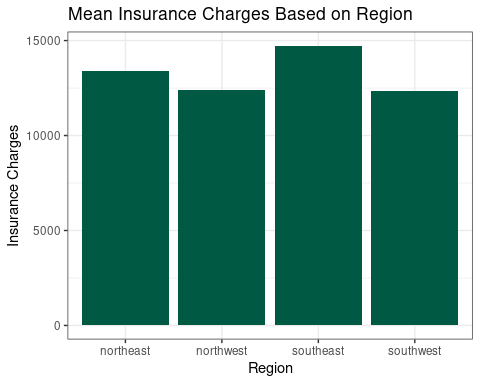 Mean Insurance Charges Based on Region
15000
10000
5000
0
Insurance Charges
northeast northwest southeast southwest
Region